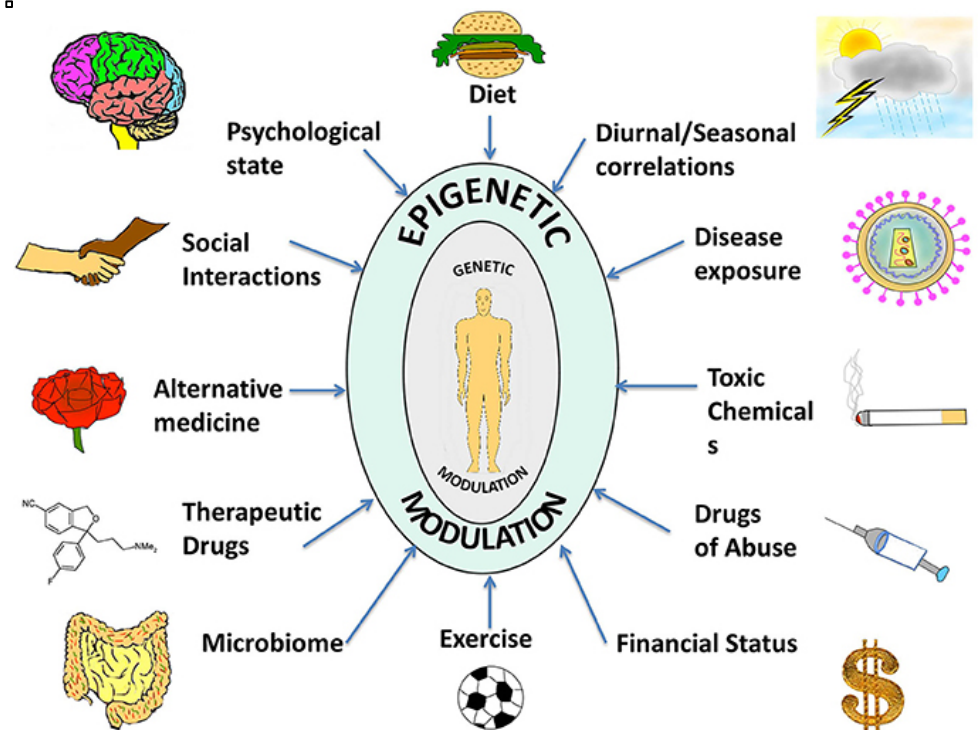 Diet
Psychological
state
Diurnal/Seasonal
correlations
EPIGENETIC
Social
Interactions
Disease
exposure
GENETIC
Alternative
medicine
Toxic
Chemical
s
MODULATION
MODULATION
Therapeutic
Drugs
Drugs
of Abuse
NC
O
NMe₂
F
Microbiome
Exercise
Financial Status
$